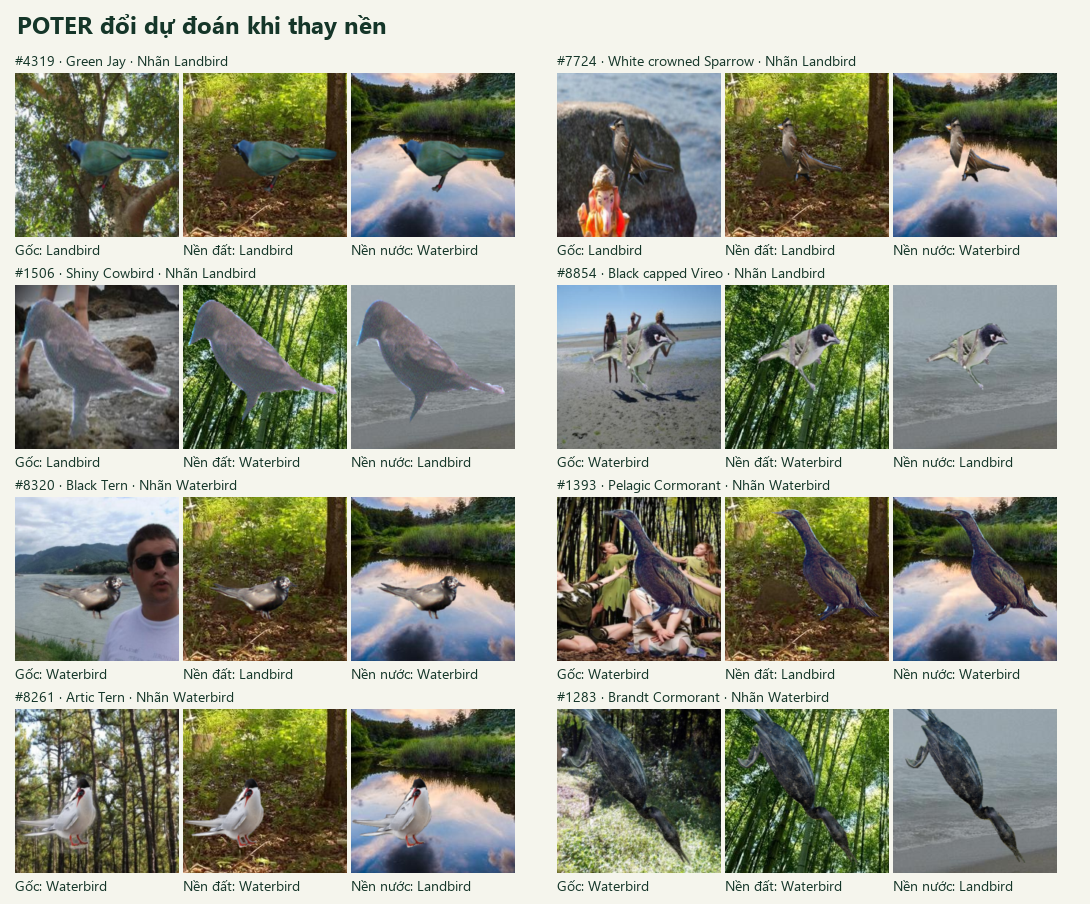 POTER đổi dự đoán khi thay nền
#4319 · Green Jay · Nhãn Landbird
Gốc: Landbird
Nền đất: Landbird
Nền nước: Waterbird
#7724 · White crowned Sparrow · Nhãn Landbird
Gốc: Landbird
Nền đất: Landbird
Nền nước: Waterbird
#1506 · Shiny Cowbird · Nhãn Landbird
Gốc: Landbird
Nền đất: Waterbird
Nền nước: Landbird
#8854 · Black capped Vireo · Nhãn Landbird
Gốc: Waterbird
Nền đất: Waterbird
Nền nước: Landbird
#8320 · Black Tern · Nhãn Waterbird
Gốc: Waterbird
Nền đất: Landbird
Nền nước: Waterbird
#1393 · Pelagic Cormorant · Nhãn Waterbird
Gốc: Waterbird
Nền đất: Landbird
Nền nước: Waterbird
#8261 · Artic Tern · Nhãn Waterbird
Gốc: Waterbird
Nền đất: Waterbird
Nền nước: Landbird
#1283 · Brandt Cormorant · Nhãn Waterbird
Gốc: Waterbird
Nền đất: Waterbird
Nền nước: Landbird